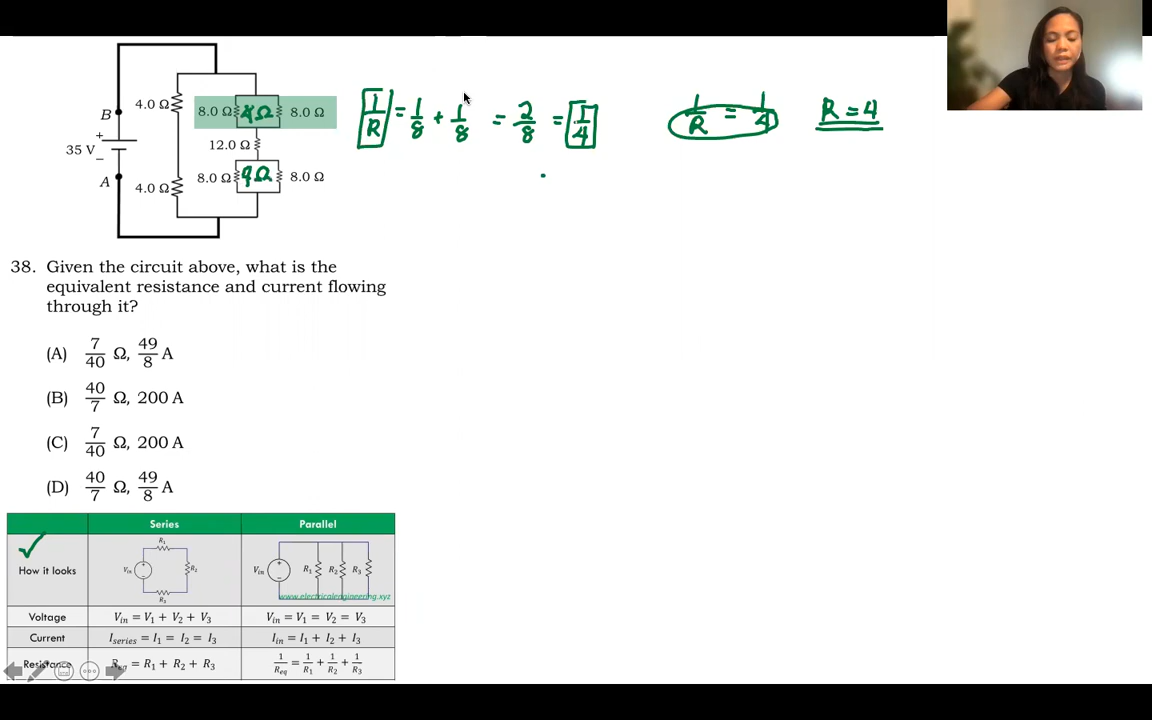 4.0 Ω
8.0 Ω 4Ω 8.0 Ω
B
+
35 V
–
12.0 Ω
A
4.0 Ω
8.0 Ω 4Ω 8.0 Ω
1/R = 1/8 + 1/8 = 2/8 = 1/4
1/R = 1/4
R = 4
38. Given the circuit above, what is the
equivalent resistance and current flowing
through it?
(A) 7/40 Ω, 49/8 A
(B) 40/7 Ω, 200 A
(C) 7/40 Ω, 200 A
(D) 40/7 Ω, 49/8 A
Series Parallel
How it looks
R1
Vin R2
R3
Vin R1 R2 R3
www.electricalengineering.xyz
Voltage Vin = V1 + V2 + V3 Vin = V1 = V2 = V3
Current Iseries = I1 = I2 = I3 Iin = I1 + I2 + I3
Resistance Req = R1 + R2 + R3 1/Req = 1/R1 + 1/R2 + 1/R3